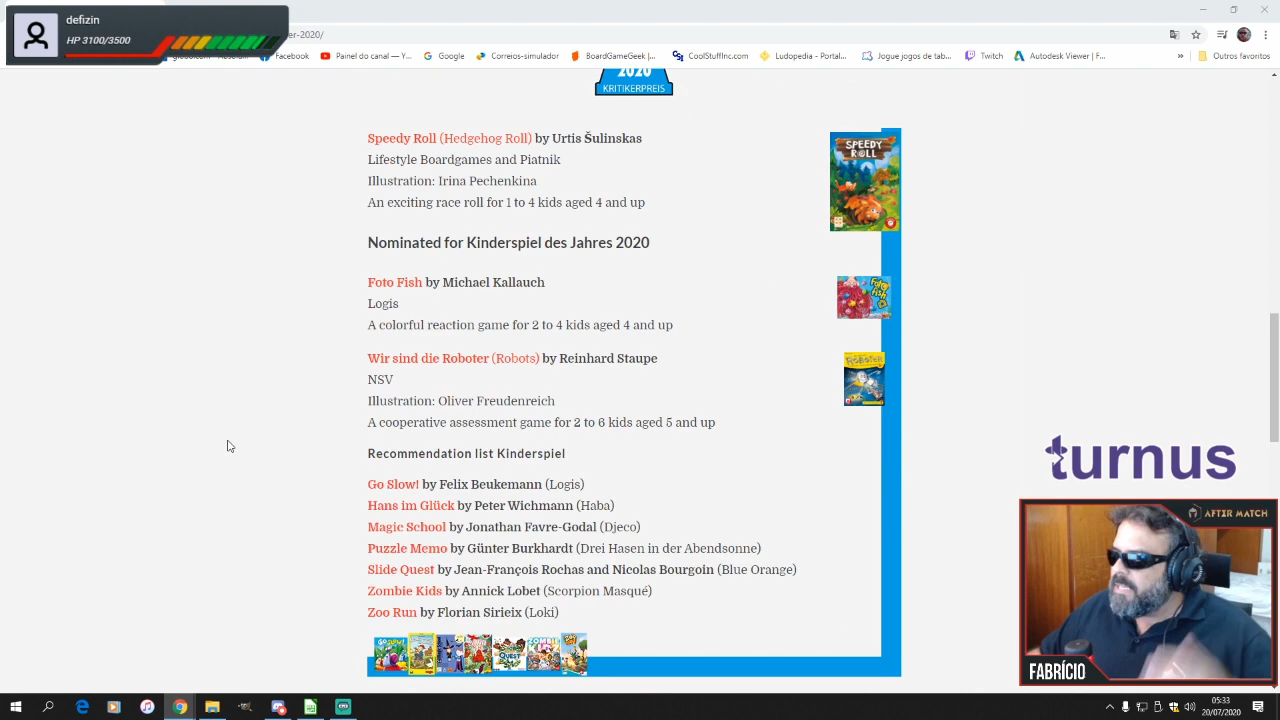 defizin
HP 3100/3500
er-2020/
Facebook
Painel do canal — Y...
Google
Correios-simulador
BoardGameGeek |...
CoolStuffInc.com
Ludopedia - Portal...
Jogue jogos de tab...
Twitch
Autodesk Viewer | F...
»
Outros favoritos
2020
KRITIKERPREIS
Speedy Roll (Hedgehog Roll) by Urtis Šulinskas
Lifestyle Boardgames and Piatnik
Illustration: Irina Pechenkina
An exciting race roll for 1 to 4 kids aged 4 and up
SPEEDY ROLL
Nominated for Kinderspiel des Jahres 2020
Foto Fish by Michael Kallauch
Logis
A colorful reaction game for 2 to 4 kids aged 4 and up
Foto Fish
Wir sind die Roboter (Robots) by Reinhard Staupe
NSV
Illustration: Oliver Freudenreich
A cooperative assessment game for 2 to 6 kids aged 5 and up
ROBOTER
Recommendation list Kinderspiel
Go Slow! by Felix Beukemann (Logis)
Hans im Glück by Peter Wichmann (Haba)
Magic School by Jonathan Favre-Godal (Djeco)
Puzzle Memo by Günter Burkhardt (Drei Hasen in der Abendsonne)
Slide Quest by Jean-François Rochas and Nicolas Bourgoin (Blue Orange)
Zombie Kids by Annick Lobet (Scorpion Masqué)
Zoo Run by Florian Sirieix (Loki)
GO SLOW!
QUEST
ZOMBI
turnus
AFTER MATCH
FABRÍCIO
05:33
20/07/2020